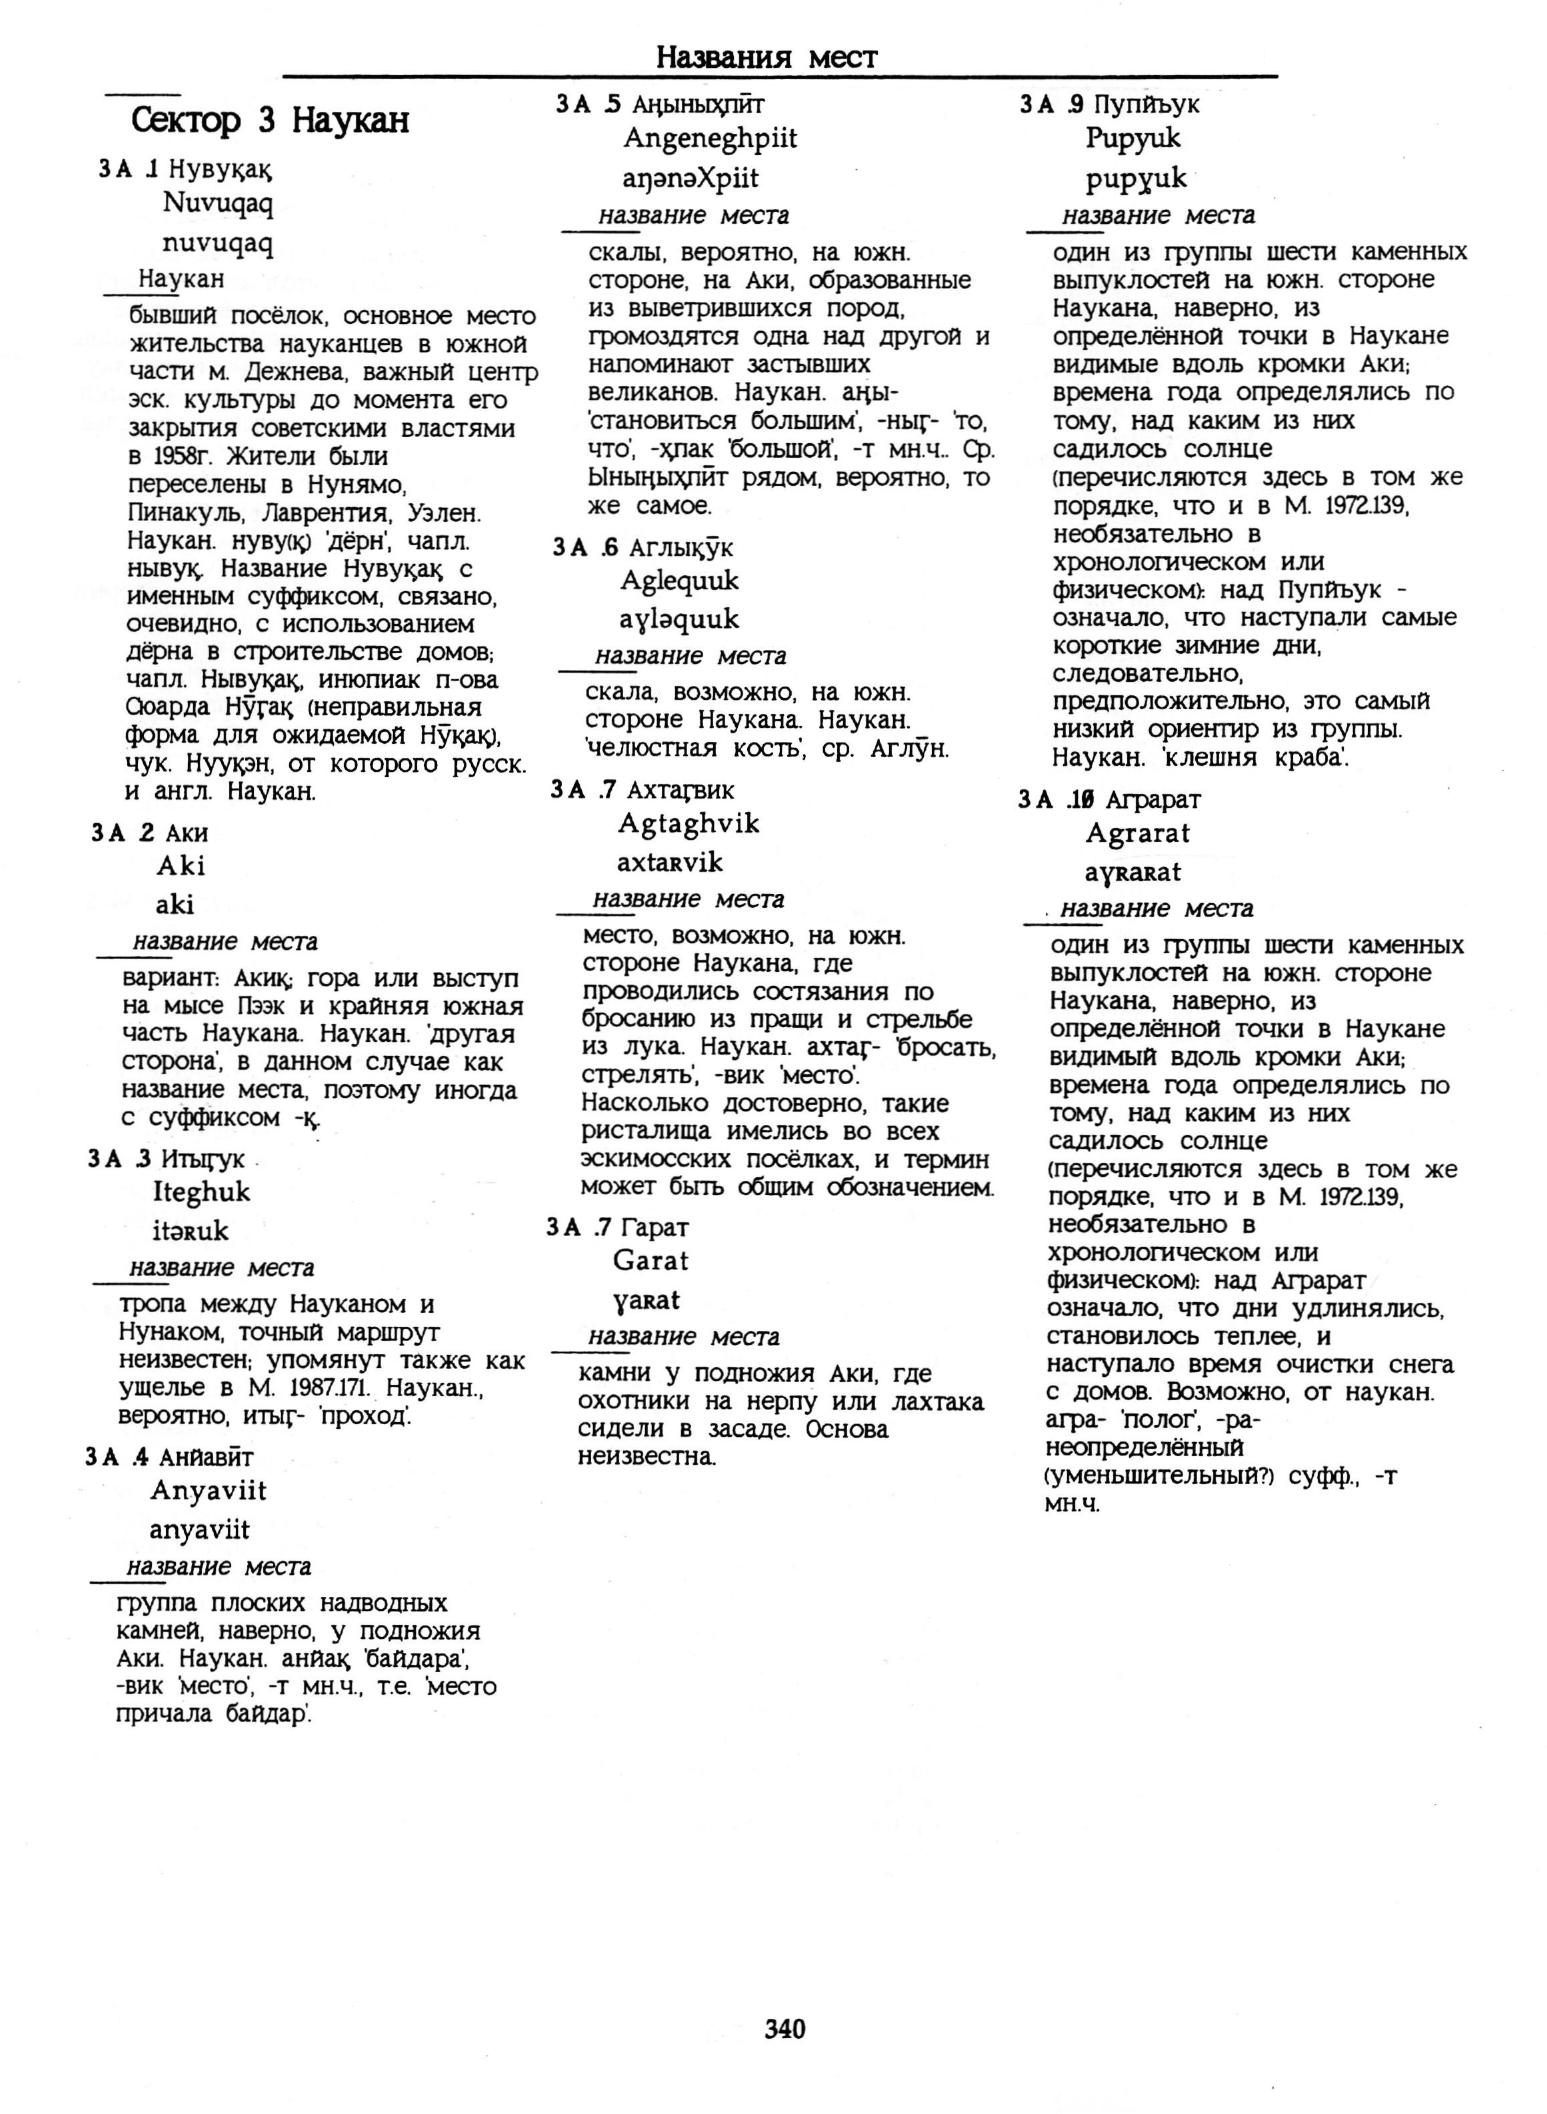 Названия мест
Сектор 3 Наукан
3 А .1 Нувуқақ
Nuvuqaq
nuvuqaq
Наукан
бывший посёлок, основное место
жительства науканцев в южной
части м. Дежнева, важный центр
эск. культуры до момента его
закрытия советскими властями
в 1958г. Жители были
переселены в Нунямо,
Пинакуль, Лаврентия, Уэлен.
Наукан. нуву(қ) 'дёрн', чапл.
нывуқ. Название Нувуқақ с
именным суффиксом, связано,
очевидно, с использованием
дёрна в строительстве домов;
чапл. Нывуқақ, инюпиак п-ова
Сюарда Нӯӷақ (неправильная
форма для ожидаемой Нӯқақ),
чук. Нууқэн, от которого русск.
и англ. Наукан.
3 А 2 Аки
Aki
aki
название места
вариант: Акиқ; гора или выступ
на мысе Пээк и крайняя южная
часть Наукана. Наукан. 'другая
сторона', в данном случае как
название места, поэтому иногда
с суффиксом -қ.
3 А .3 Итыӷук
Iteghuk
itəʀuk
название места
тропа между Науканом и
Нунаком, точный маршрут
неизвестен; упомянут также как
ущелье в М. 1987.171. Наукан.,
вероятно, итыӷ- 'проход'.
3 А .4 Анйавӣт
Anyaviit
anyaviit
название места
группа плоских надводных
камней, наверно, у подножия
Аки. Наукан. анйақ 'байдара',
-вик 'место', -т мн.ч., т.е. 'место
причала байдар'.
3 А .5 Аӊыныӽпӣт
Angeneghpiit
aŋənəXpiit
название места
скалы, вероятно, на южн.
стороне, на Аки, образованные
из выветрившихся пород,
громоздятся одна над другой и
напоминают застывших
великанов. Наукан. аӊы-
'становиться большим', -ныӷ- 'то,
что', -ӽпак 'большой', -т мн.ч.. Ср.
Ыныӊыӽпӣт рядом, вероятно, то
же самое.
3 А .6 Аглықӯк
Aglequuk
aɣləquuk
название места
скала, возможно, на южн.
стороне Наукана. Наукан.
'челюстная кость', ср. Аглӯн.
3 А .7 Ахтаӷвик
Agtaghvik
axtaʀvik
название места
место, возможно, на южн.
стороне Наукана, где
проводились состязания по
бросанию из пращи и стрельбе
из лука. Наукан. ахтаӷ- 'бросать,
стрелять', -вик 'место'.
Насколько достоверно, такие
ристалища имелись во всех
эскимосских посёлках, и термин
может быть общим обозначением.
3 А .7 Гарат
Garat
ɣaʀat
название места
камни у подножия Аки, где
охотники на нерпу или лахтака
сидели в засаде. Основа
неизвестна.
3 А .9 Пупйъук
Pupyuk
pupɣuk
название места
один из группы шести каменных
выпуклостей на южн. стороне
Наукана, наверно, из
определённой точки в Наукане
видимые вдоль кромки Аки;
времена года определялись по
тому, над каким из них
садилось солнце
(перечисляются здесь в том же
порядке, что и в М. 1972.139,
необязательно в
хронологическом или
физическом): над Пупйъук -
означало, что наступали самые
короткие зимние дни,
следовательно,
предположительно, это самый
низкий ориентир из группы.
Наукан. 'клешня краба'.
3 А .10 Аграрат
Agrarat
aɣʀaʀat
название места
один из группы шести каменных
выпуклостей на южн. стороне
Наукана, наверно, из
определённой точки в Наукане
видимый вдоль кромки Аки;
времена года определялись по
тому, над каким из них
садилось солнце
(перечисляются здесь в том же
порядке, что и в М. 1972.139,
необязательно в
хронологическом или
физическом): над Аграрат
означало, что дни удлинялись,
становилось теплее, и
наступало время очистки снега
с домов. Возможно, от наукан.
агра- 'полог', -ра-
неопределённый
(уменьшительный?) суфф., -т
мн.ч.
340